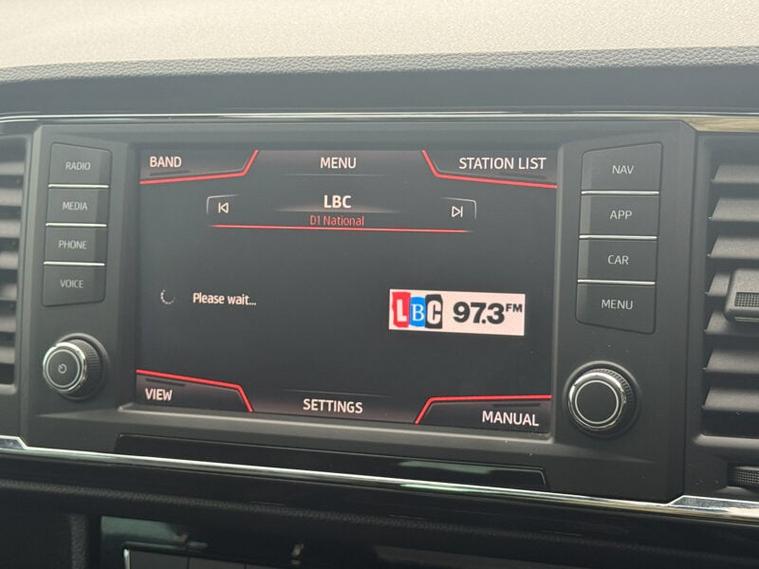 RADIO
MEDIA
PHONE
VOICE
BAND
MENU
STATION LIST
LBC
D1 National
Please wait...
LBC 97.3FM
VIEW
SETTINGS
MANUAL
NAV
APP
CAR
MENU